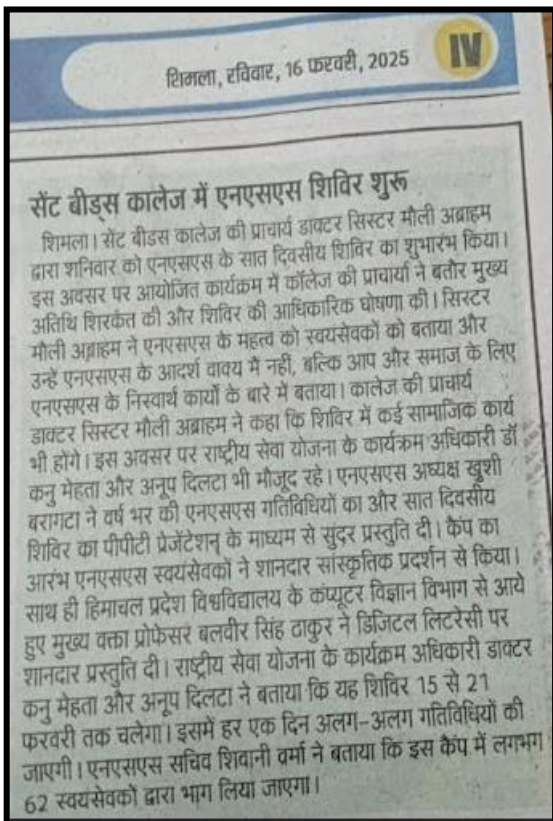 शिमला, रविवार, 16 फरवरी, 2025
IV
सेंट बीड्स कालेज में एनएसएस शिविर शुरू
शिमला। सेंट बीडस कालेज की प्राचार्य डाक्टर सिस्टर मौली अब्राहम
द्वारा शनिवार को एनएसएस के सात दिवसीय शिविर का शुभारंभ किया।
इस अवसर पर आयोजित कार्यक्रम में कॉलेज की प्राचार्या ने बतौर मुख्य
अतिथि शिरकत की और शिविर की आधिकारिक घोषणा की। सिस्टर
मौली अब्राहम ने एनएसएस के महत्व को स्वयंसेवकों को बताया और
उन्हें एनएसएस के आदर्श वाक्य मैं नहीं, बल्कि आप और समाज के लिए
एनएसएस के निस्वार्थ कार्यों के बारे में बताया। कालेज की प्राचार्य
डाक्टर सिस्टर मौली अब्राहम ने कहा कि शिविर में कई सामाजिक कार्य
भी होंगे। इस अवसर पर राष्ट्रीय सेवा योजना के कार्यक्रम अधिकारी डॉ
कनु मेहता और अनूप दिलटा भी मौजूद रहे। एनएसएस अध्यक्ष खुशी
बरागटा ने वर्ष भर की एनएसएस गतिविधियों का और सात दिवसीय
शिविर का पीपीटी प्रेजेंटेशन के माध्यम से सुंदर प्रस्तुति दी। कैंप का
आरंभ एनएसएस स्वयंसेवकों ने शानदार सांस्कृतिक प्रदर्शन से किया।
साथ ही हिमाचल प्रदेश विश्वविद्यालय के कंप्यूटर विज्ञान विभाग से आये
हुए मुख्य वक्ता प्रोफेसर बलवीर सिंह ठाकुर ने डिजिटल लिटरेसी पर
शानदार प्रस्तुति दी। राष्ट्रीय सेवा योजना के कार्यक्रम अधिकारी डाक्टर
कनु मेहता और अनूप दिलटा ने बताया कि यह शिविर 15 से 21
फरवरी तक चलेगा। इसमें हर एक दिन अलग-अलग गतिविधियों की
जाएगी। एनएसएस सचिव शिवानी वर्मा ने बताया कि इस कैंप में लगभग
62 स्वयंसेवकों द्वारा भाग लिया जाएगा।